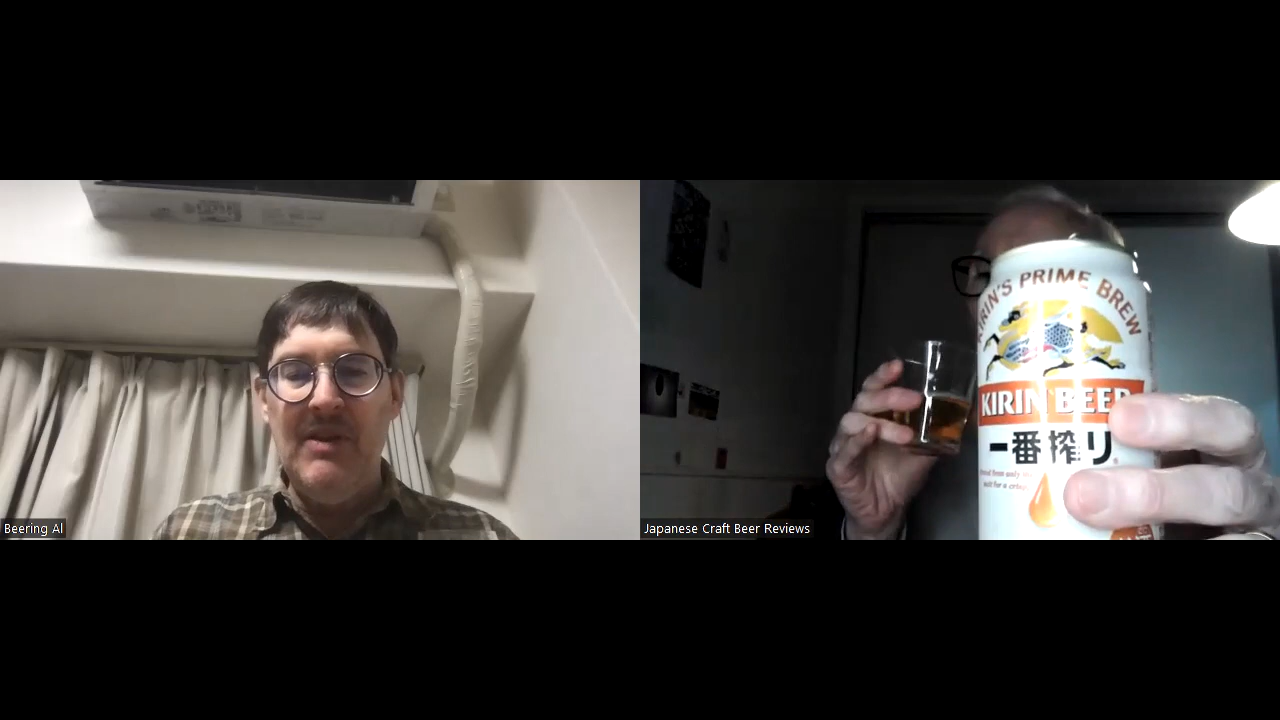 KIRIN'S PRIME BREW
KIRIN BEER
一番搾り
Beering Al
Japanese Craft Beer Reviews